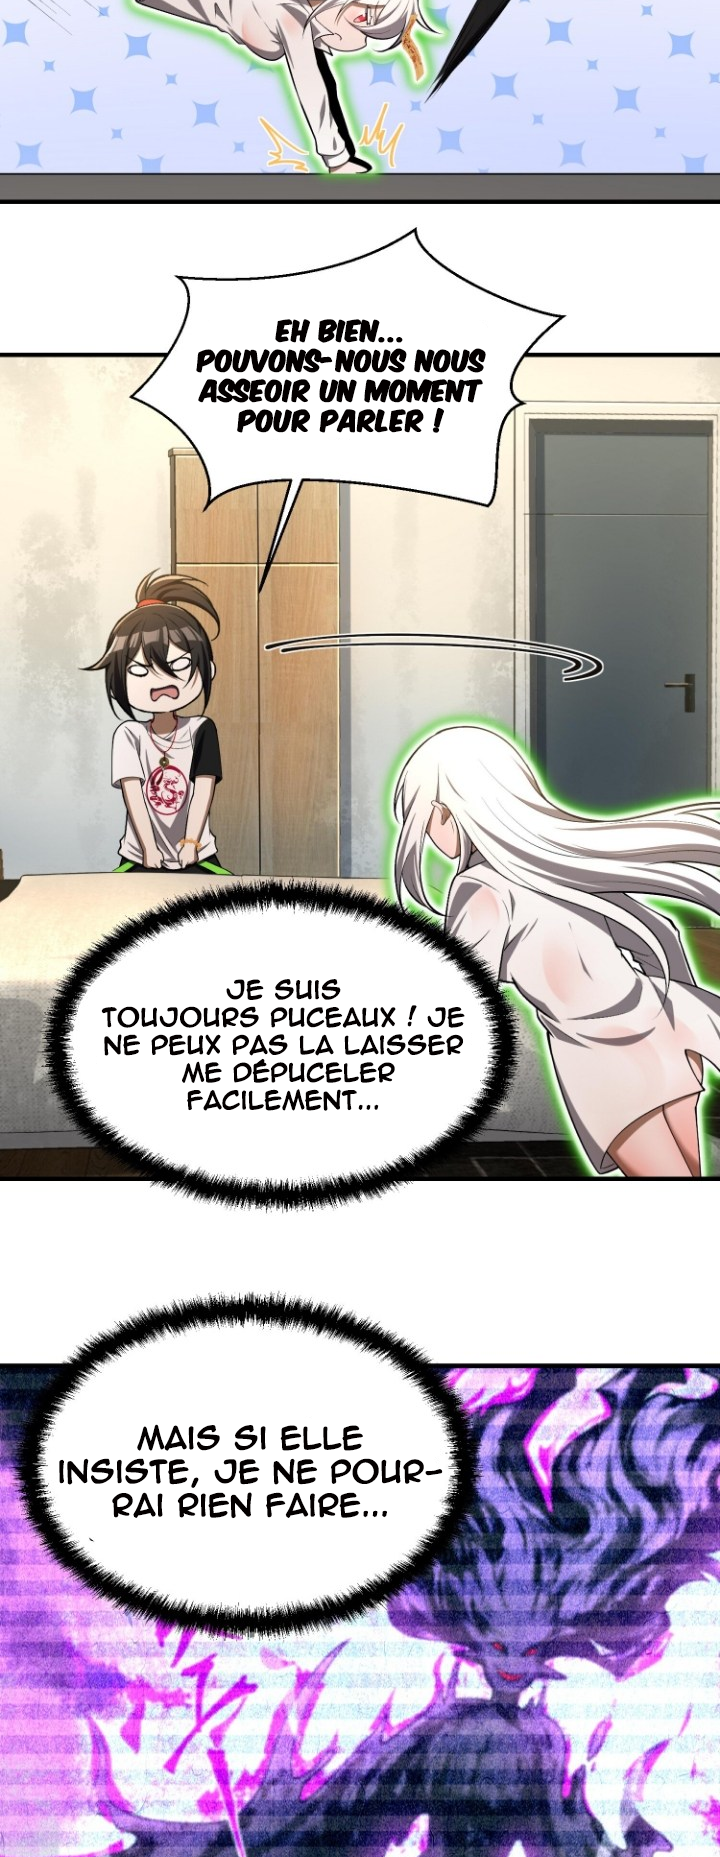 EH BIEN...
POUVONS-NOUS NOUS
ASSEOIR UN MOMENT
POUR PARLER !
JE SUIS
TOUJOURS PUCEAUX ! JE
NE PEUX PAS LA LAISSER
ME DÉPUCELER
FACILEMENT...
MAIS SI ELLE
INSISTE, JE NE POUR-
RAI RIEN FAIRE...